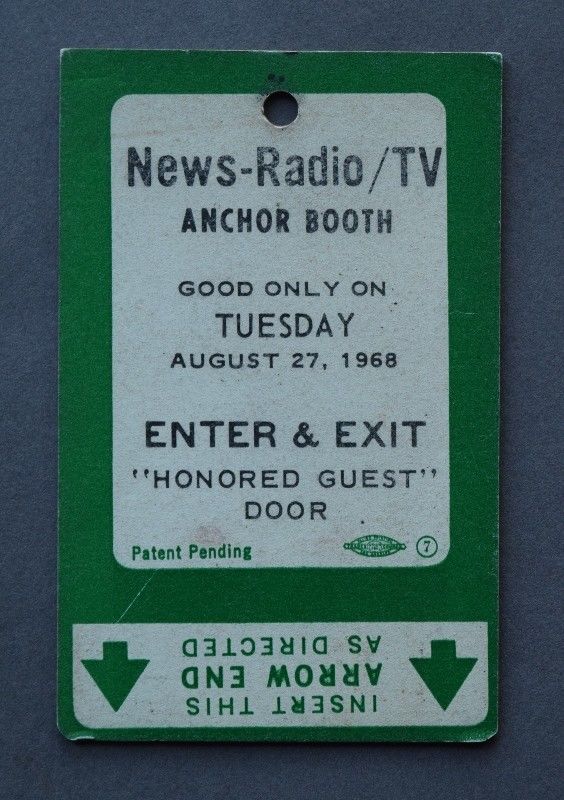 News-Radio/TV
ANCHOR BOOTH
GOOD ONLY ON
TUESDAY
AUGUST 27, 1968
ENTER & EXIT
"HONORED GUEST"
DOOR
Patent Pending
7
INSERT THIS
ARROW END
AS DIRECTED